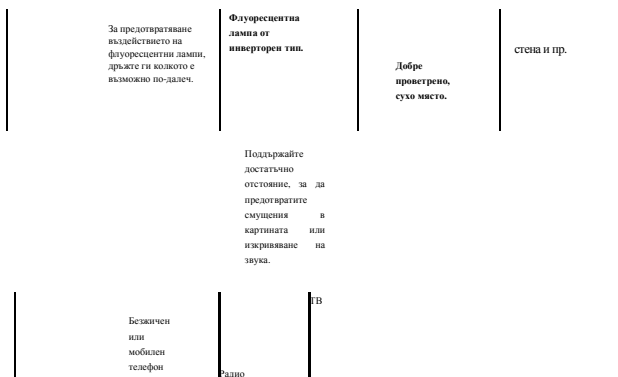 За предотвратяване
въздействието на
флуоресцентни лампи,
дръжте ги колкото е
възможно по-далеч.
Флуоресцентна
лампа от
инверторен тип.
Добре
проветрено,
сухо място.
стена и пр.
Поддържайте
достатъчно
отстояние, за да
предотвратите
смущения в
картината или
изкривяване на
звука.
Безжичен
или
мобилен
телефон
Радио
ТВ